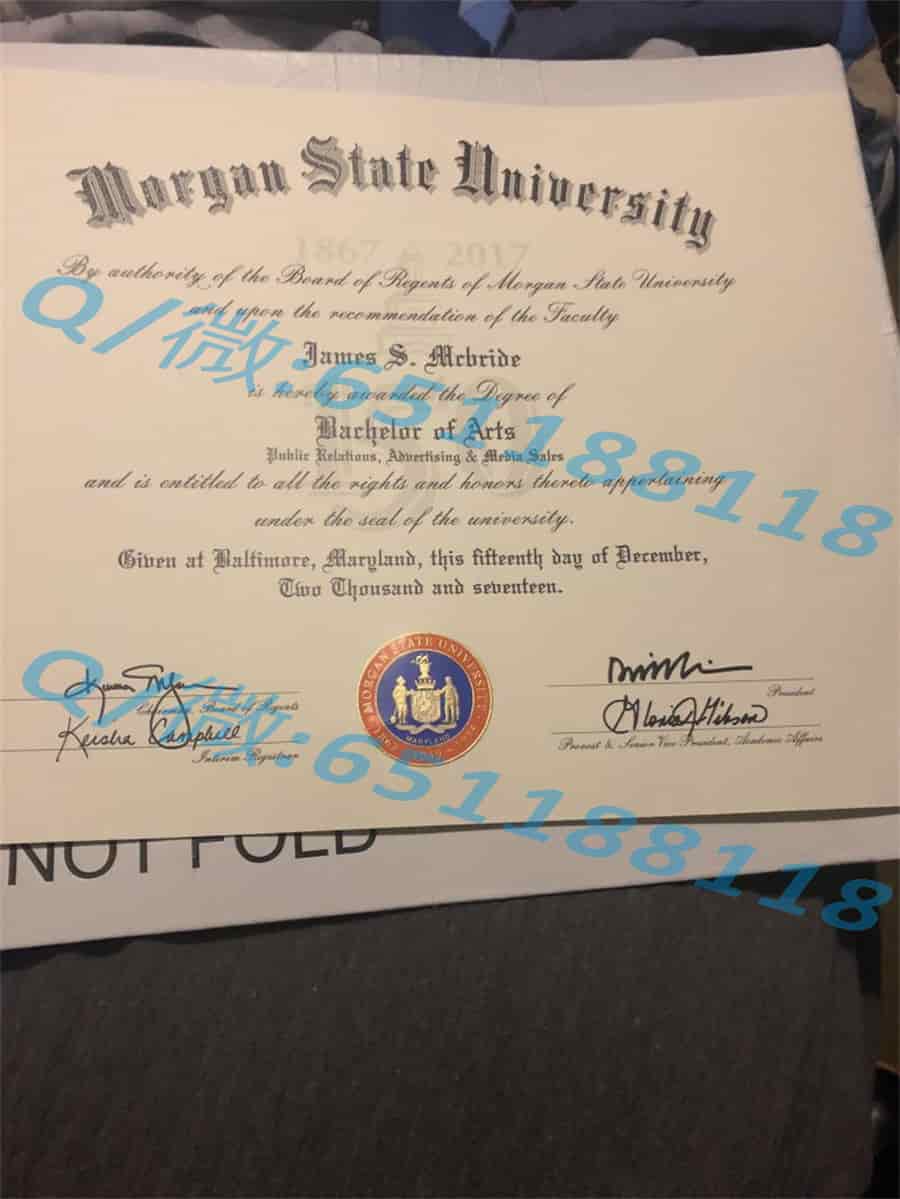 Morgan State University
1867 2017
By authority of the Board of Regents of Morgan State University
and upon the recommendation of the Faculty
James S. Mcbride
is hereby awarded the Degree of
Bachelor of Arts
Public Relations, Advertising & Media Sales
and is entitled to all the rights and honors thereto appertaining
under the seal of the university.
Given at Baltimore, Maryland, this fifteenth day of December,
Two Thousand and seventeen.
Q/微:651188118
MORGAN STATE UNIVERSITY
1867
MARYLAND
Board of Regents
President
Keisha Campbell
Gloria J. Gibson
Interim Registrar
Provost & Senior Vice President, Academic Affairs
Q/微:651188118
NOT FOLD